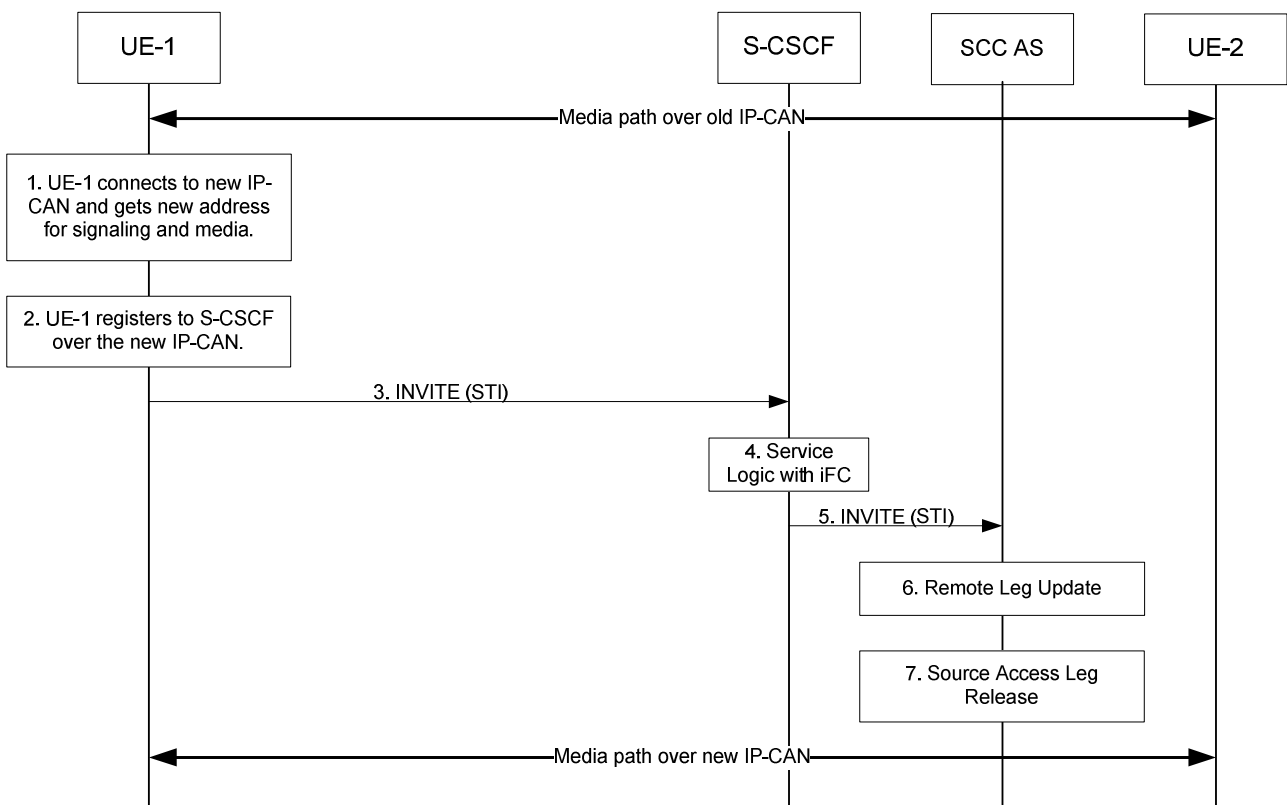 UE-1
S-CSCF
SCC AS
UE-2
Media path over old IP-CAN
1. UE-1 connects to new IP-
CAN and gets new address
for signaling and media.
2. UE-1 registers to S-CSCF
over the new IP-CAN.
3. INVITE (STI)
4. Service
Logic with iFC
5. INVITE (STI)
6. Remote Leg Update
7. Source Access Leg
Release
Media path over new IP-CAN